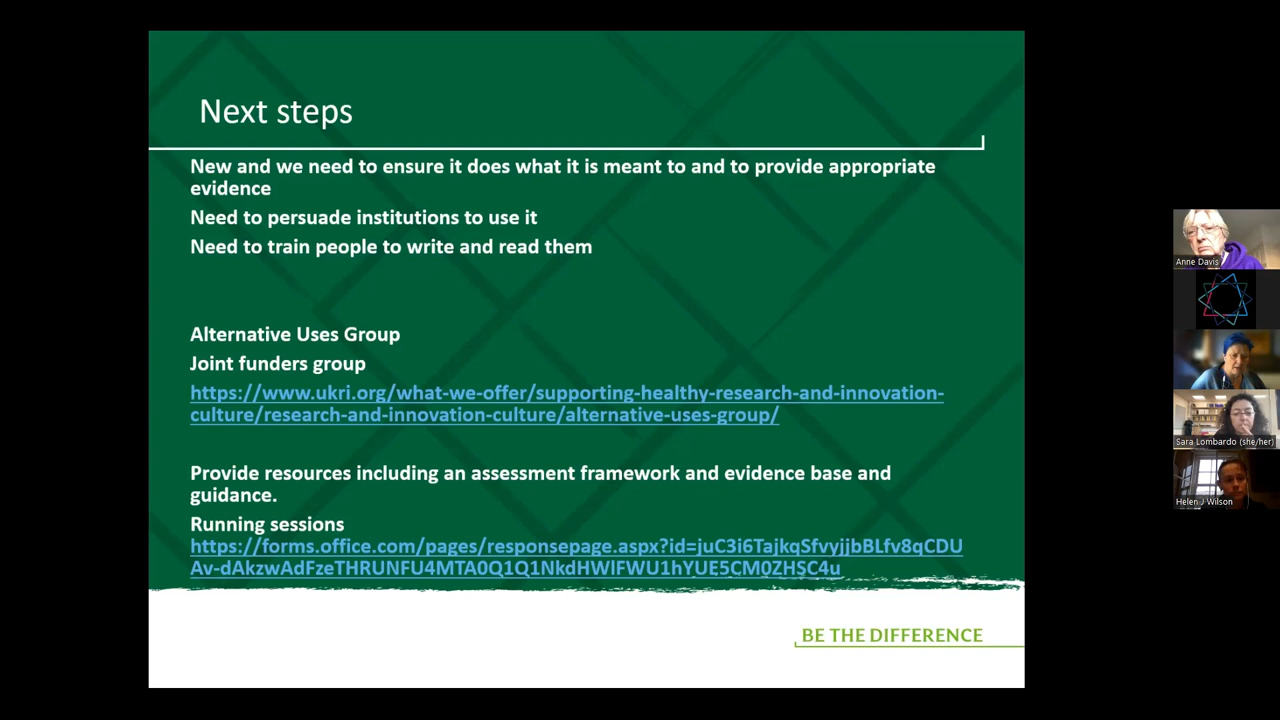 Next steps
New and we need to ensure it does what it is meant to and to provide appropriate
evidence
Need to persuade institutions to use it
Need to train people to write and read them
Alternative Uses Group
Joint funders group
https://www.ukri.org/what-we-offer/supporting-healthy-research-and-innovation-
culture/research-and-innovation-culture/alternative-uses-group/
Provide resources including an assessment framework and evidence base and
guidance.
Running sessions
https://forms.office.com/pages/responsepage.aspx?id=juC3i6TajkqSfvyjjbBLfv8qCDU
Av-dAkzwAdFzeTHRUNFU4MTA0Q1Q1NkdHWlFWU1hYUE5CM0ZHSC4u
BE THE DIFFERENCE
Anne Davis
Sara Lombardo (she/her)
Helen J Wilson